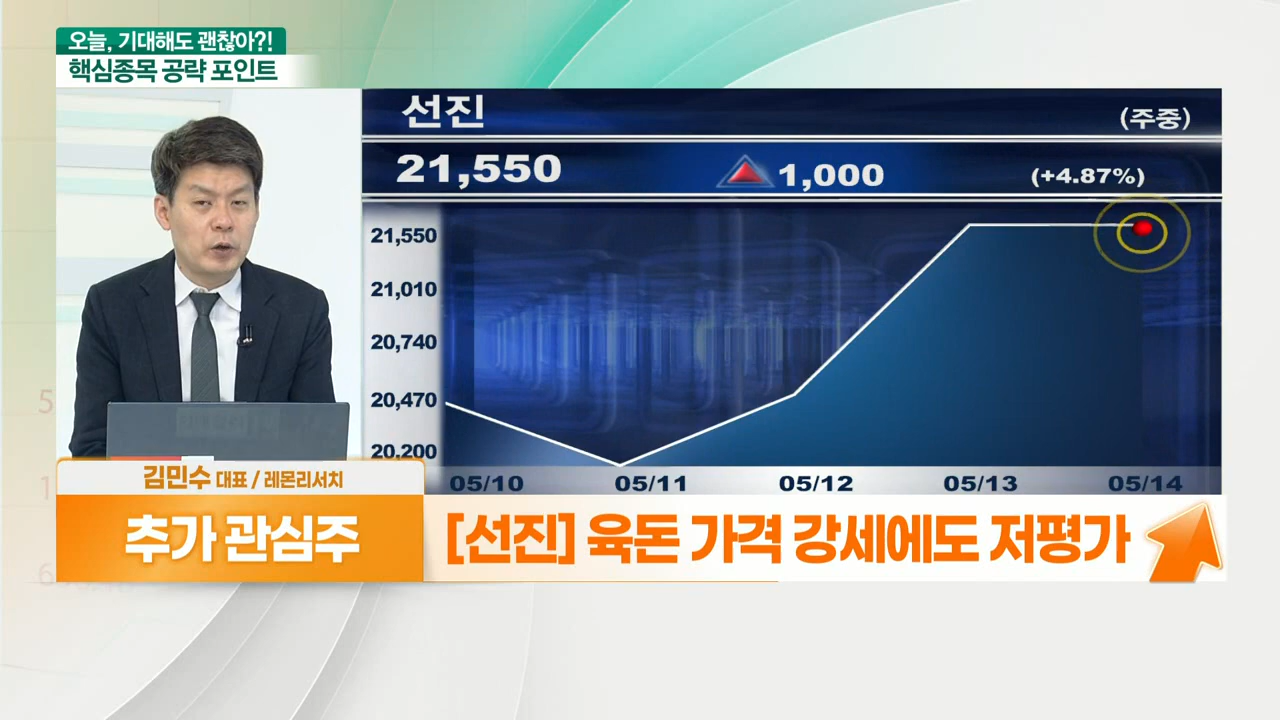 오늘, 기대해도 괜찮아?!
핵심종목 공략 포인트
선진
(주중)
21,550
1,000
(+4.87%)
21,550
21,010
20,740
20,470
20,200
05/10
05/11
05/12
05/13
05/14
김민수 대표 / 레몬리서치
추가 관심주
[선진] 육돈 가격 강세에도 저평가